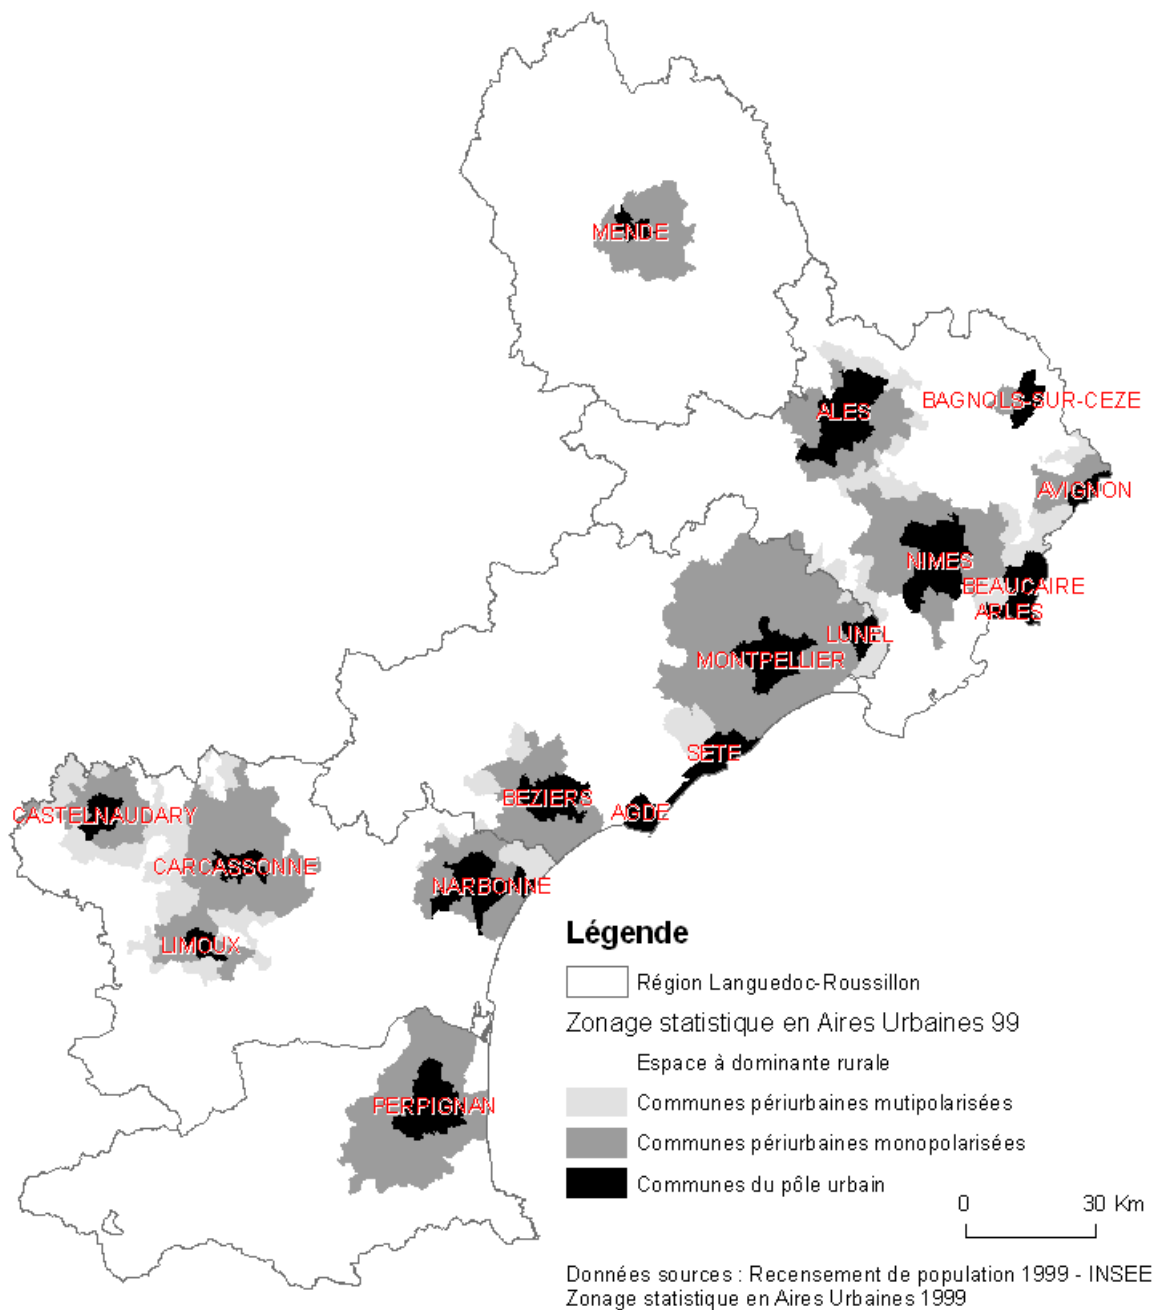 MENDE
ALES
BAGNOLS-SUR-CEZE
AVIGNON
NIMES
BEAUCAIRE
ARLES
LUNEL
MONTPELLIER
SETE
AGDE
BEZIERS
CASTELNAUDARY
CARCASSONNE
NARBONNE
LIMOUX
PERPIGNAN
Légende
Région Languedoc-Roussillon
Zonage statistique en Aires Urbaines 99
Espace à dominante rurale
Communes périurbaines mutipolarisées
Communes périurbaines monopolarisées
Communes du pôle urbain
0 30 Km
Données sources : Recensement de population 1999 - INSEE
Zonage statistique en Aires Urbaines 1999